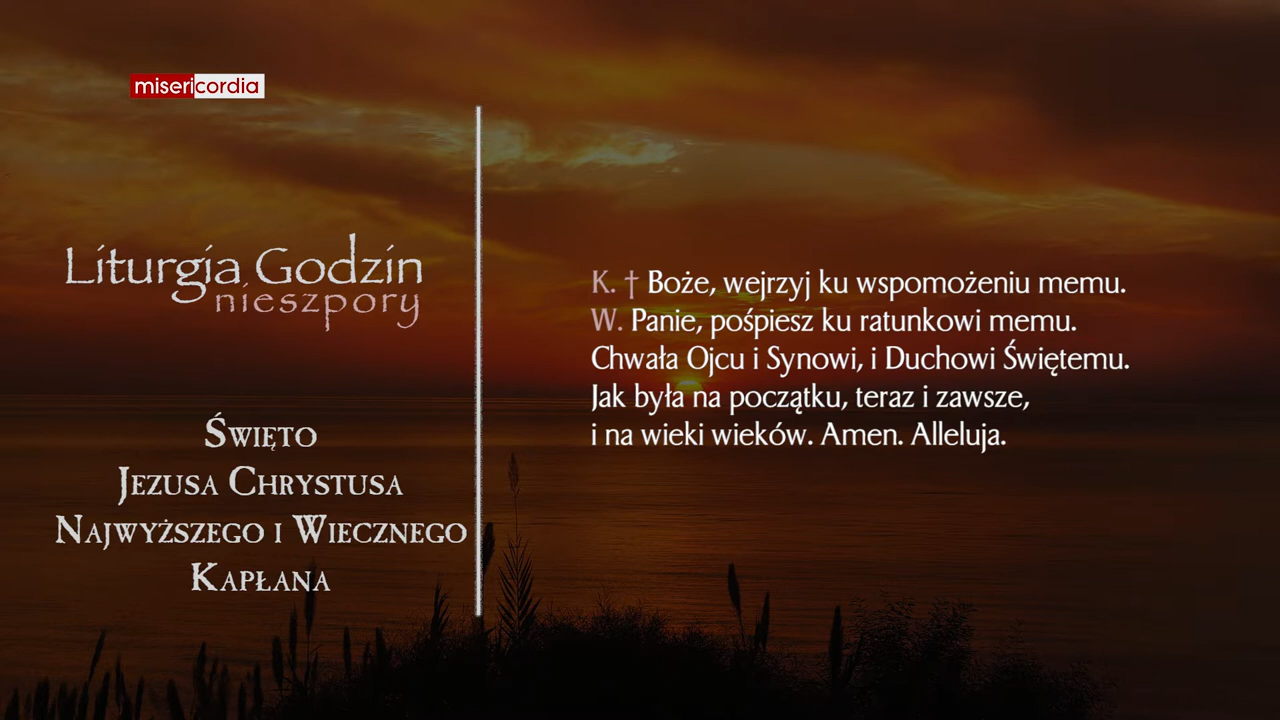 misericordia
Liturgia Godzin
nieszpory
Święto
Jezusa Chrystusa
Najwyższego i Wiecznego
Kapłana
K. † Boże, wejrzyj ku wspomożeniu memu.
W. Panie, pośpiesz ku ratunkowi memu.
Chwała Ojcu i Synowi, i Duchowi Świętemu.
Jak była na początku, teraz i zawsze,
i na wieki wieków. Amen. Alleluja.